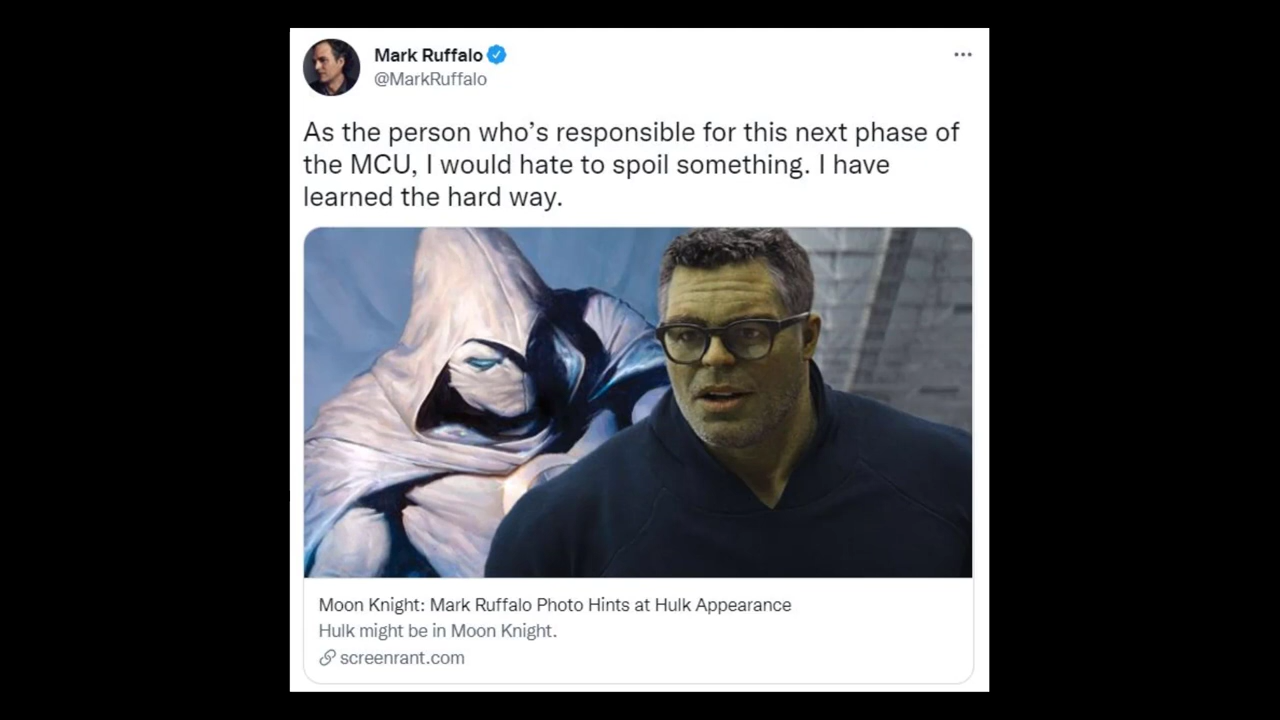 Mark Ruffalo
@MarkRuffalo
As the person who’s responsible for this next phase of
the MCU, I would hate to spoil something. I have
learned the hard way.
Moon Knight: Mark Ruffalo Photo Hints at Hulk Appearance
Hulk might be in Moon Knight.
screenrant.com